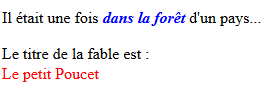 Il était une fois dans la forêt d'un pays...
Le titre de la fable est :
Le petit Poucet